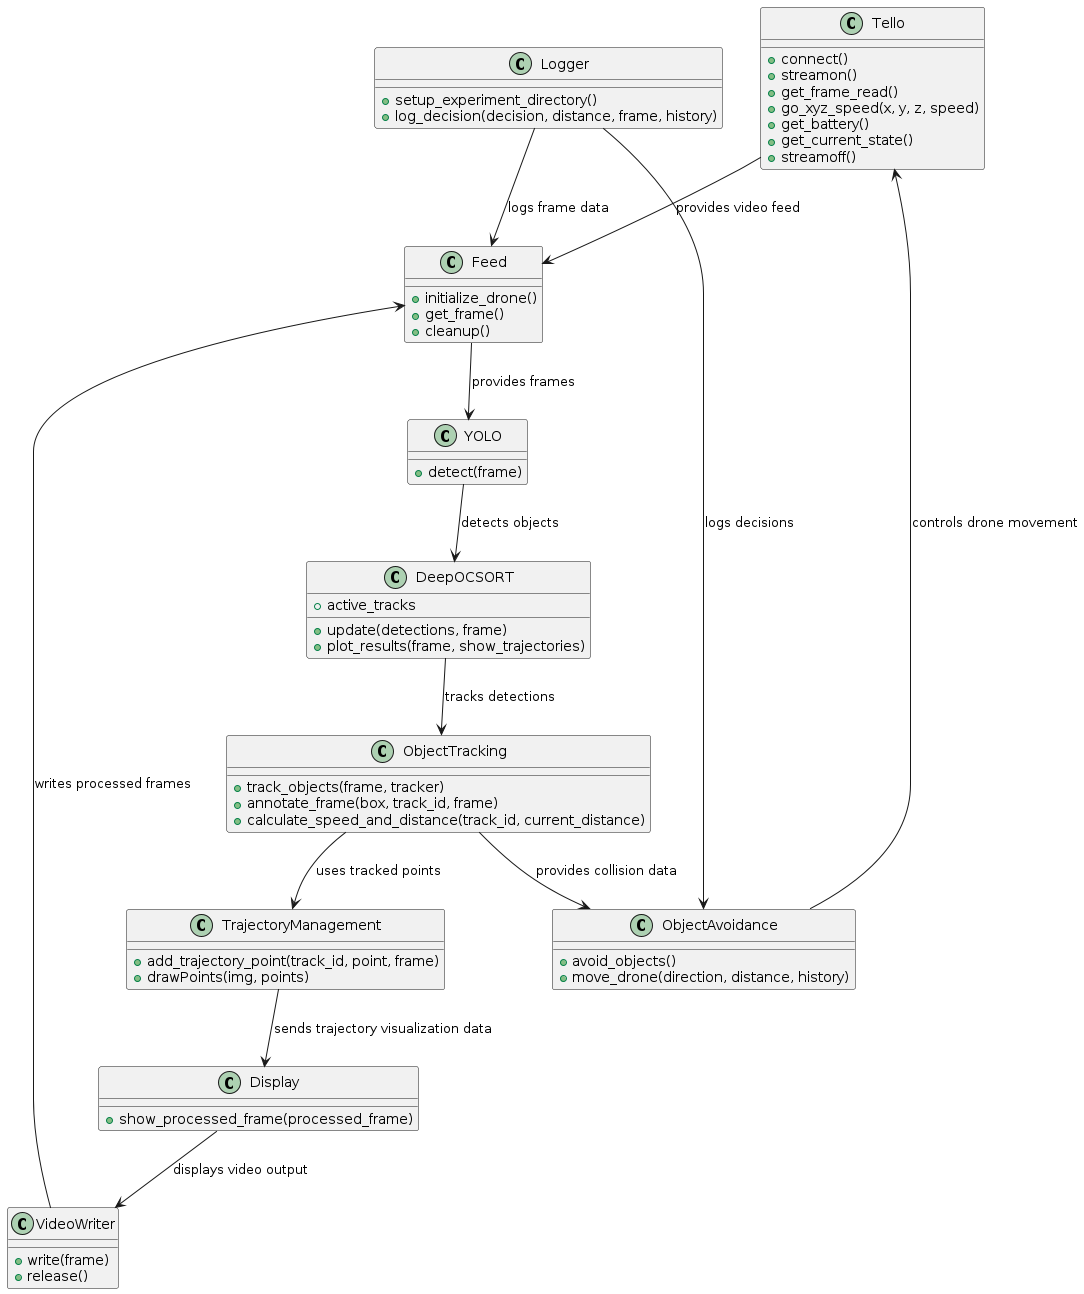 C Tello
connect()
streamon()
get_frame_read()
go_xyz_speed(x, y, z, speed)
get_battery()
get_current_state()
streamoff()
C Logger
setup_experiment_directory()
log_decision(decision, distance, frame, history)
logs frame data
provides video feed
C Feed
initialize_drone()
get_frame()
cleanup()
provides frames
C YOLO
detect(frame)
detects objects
logs decisions
controls drone movement
C DeepOCSORT
active_tracks
update(detections, frame)
plot_results(frame, show_trajectories)
tracks detections
C ObjectTracking
track_objects(frame, tracker)
annotate_frame(box, track_id, frame)
calculate_speed_and_distance(track_id, current_distance)
writes processed frames
uses tracked points
provides collision data
C TrajectoryManagement
add_trajectory_point(track_id, point, frame)
drawPoints(img, points)
C ObjectAvoidance
avoid_objects()
move_drone(direction, distance, history)
sends trajectory visualization data
C Display
show_processed_frame(processed_frame)
displays video output
C VideoWriter
write(frame)
release()